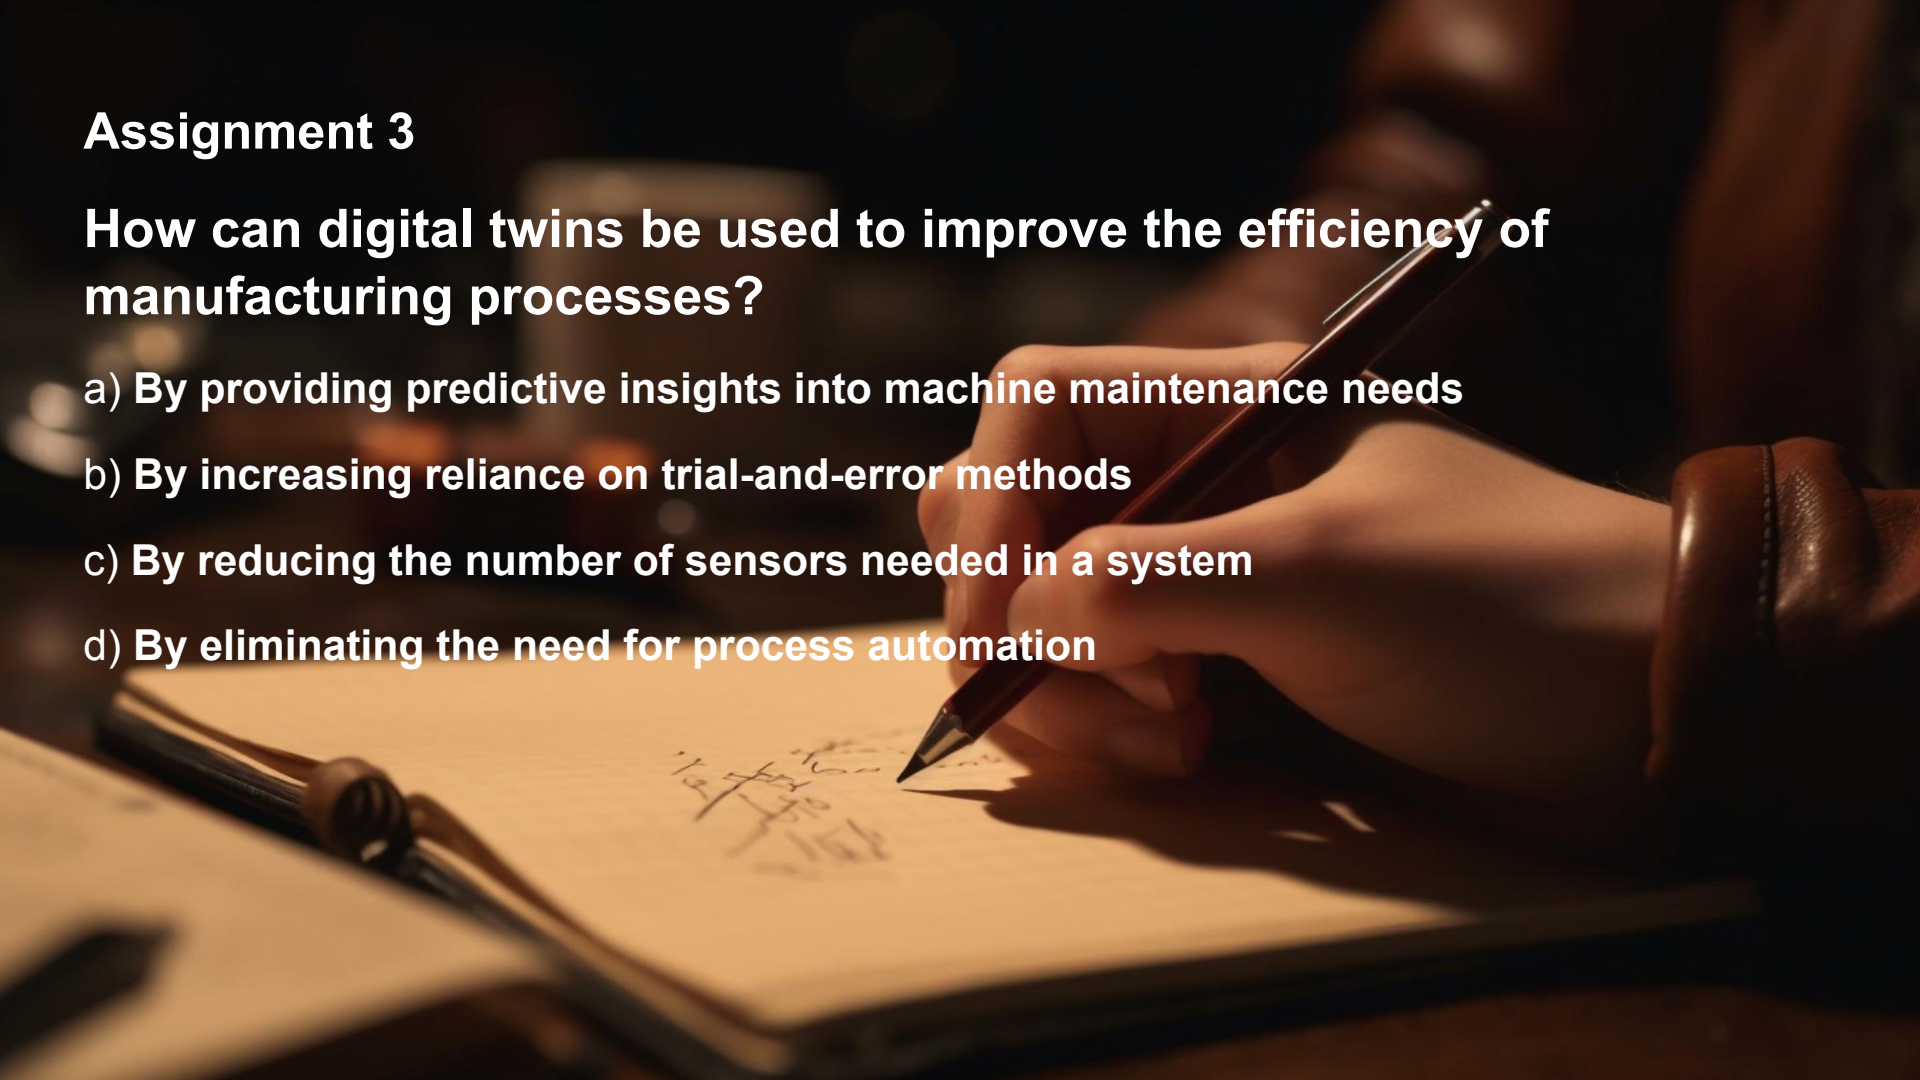 Assignment 3
How can digital twins be used to improve the efficiency of
manufacturing processes?
a) By providing predictive insights into machine maintenance needs
b) By increasing reliance on trial-and-error methods
c) By reducing the number of sensors needed in a system
d) By eliminating the need for process automation